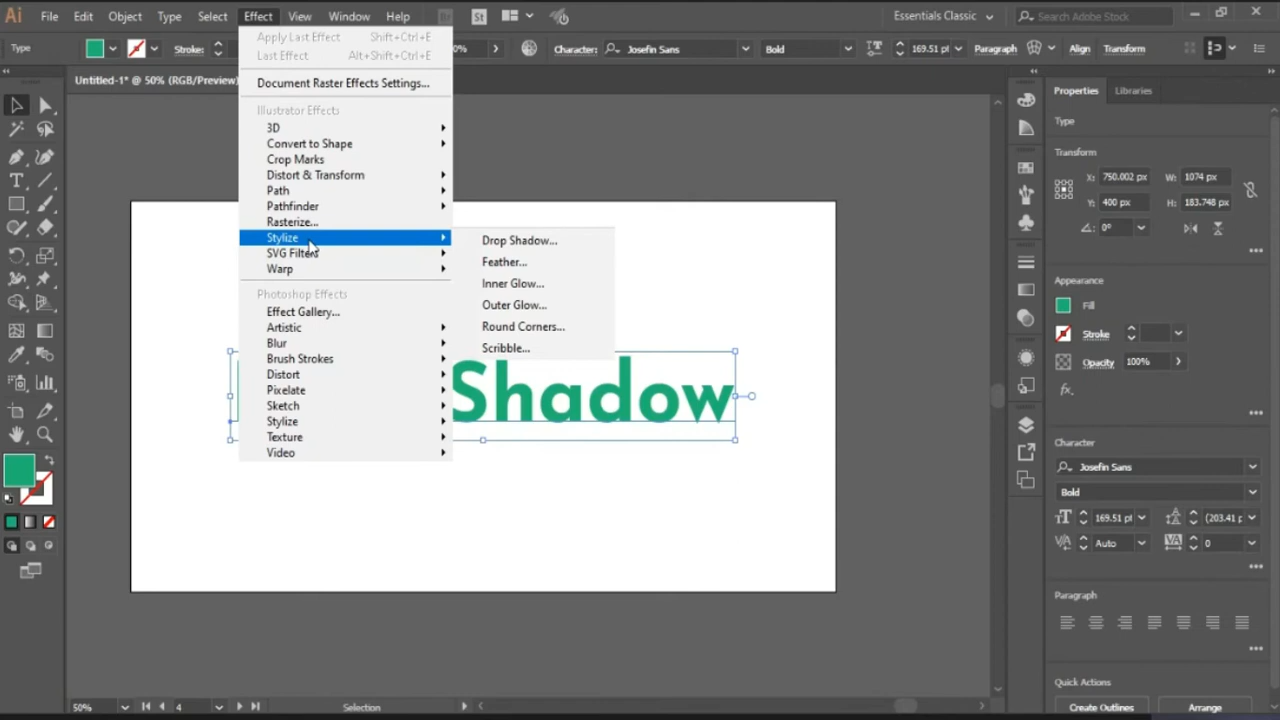 Ai File Edit Object Type Select Effect View Window Help Br St Essentials Classic Search Adobe Stock
Type Stroke: 0% Character: Josefin Sans Bold 169.51 pt Paragraph Align Transform
Untitled-1* @ 50% (RGB/Preview)
Apply Last Effect Shift+Ctrl+E
Last Effect Alt+Shift+Ctrl+E
Document Raster Effects Settings...
Illustrator Effects
3D
Convert to Shape
Crop Marks
Distort & Transform
Path
Pathfinder
Rasterize...
Stylize
SVG Filters
Warp
Photoshop Effects
Effect Gallery...
Artistic
Blur
Brush Strokes
Distort
Pixelate
Sketch
Stylize
Texture
Video
Drop Shadow...
Feather...
Inner Glow...
Outer Glow...
Round Corners...
Scribble...
Shadow
Properties Libraries
Type
Transform
X: 750.002 px W: 1074 px
Y: 400 px H: 183.748 px
0°
Appearance
Fill
Stroke
Opacity 100%
fx.
Character
Josefin Sans
Bold
169.51 pt (203.41 p
Auto 0
Paragraph
Quick Actions
Create Outlines Arrange
50% 4 Selection